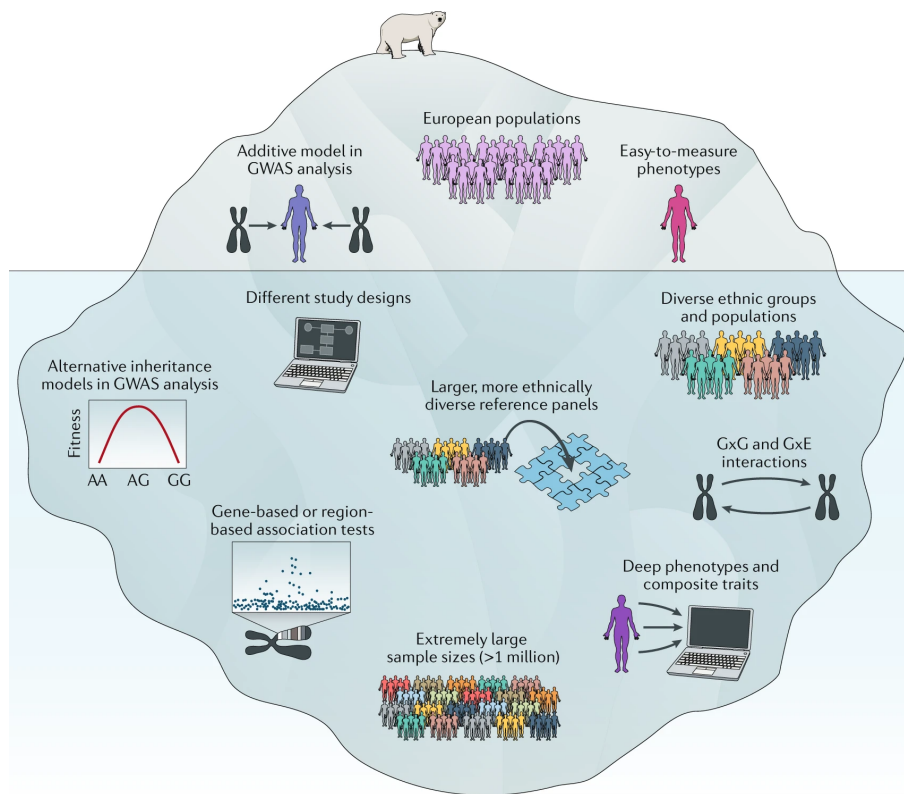 European populations
Additive model in
GWAS analysis
Easy-to-measure
phenotypes
Different study designs
Diverse ethnic groups
and populations
Alternative inheritance
models in GWAS analysis
Fitness
AA AG GG
Larger, more ethnically
diverse reference panels
GxG and GxE
interactions
Gene-based or region-
based association tests
Deep phenotypes and
composite traits
Extremely large
sample sizes (>1 million)